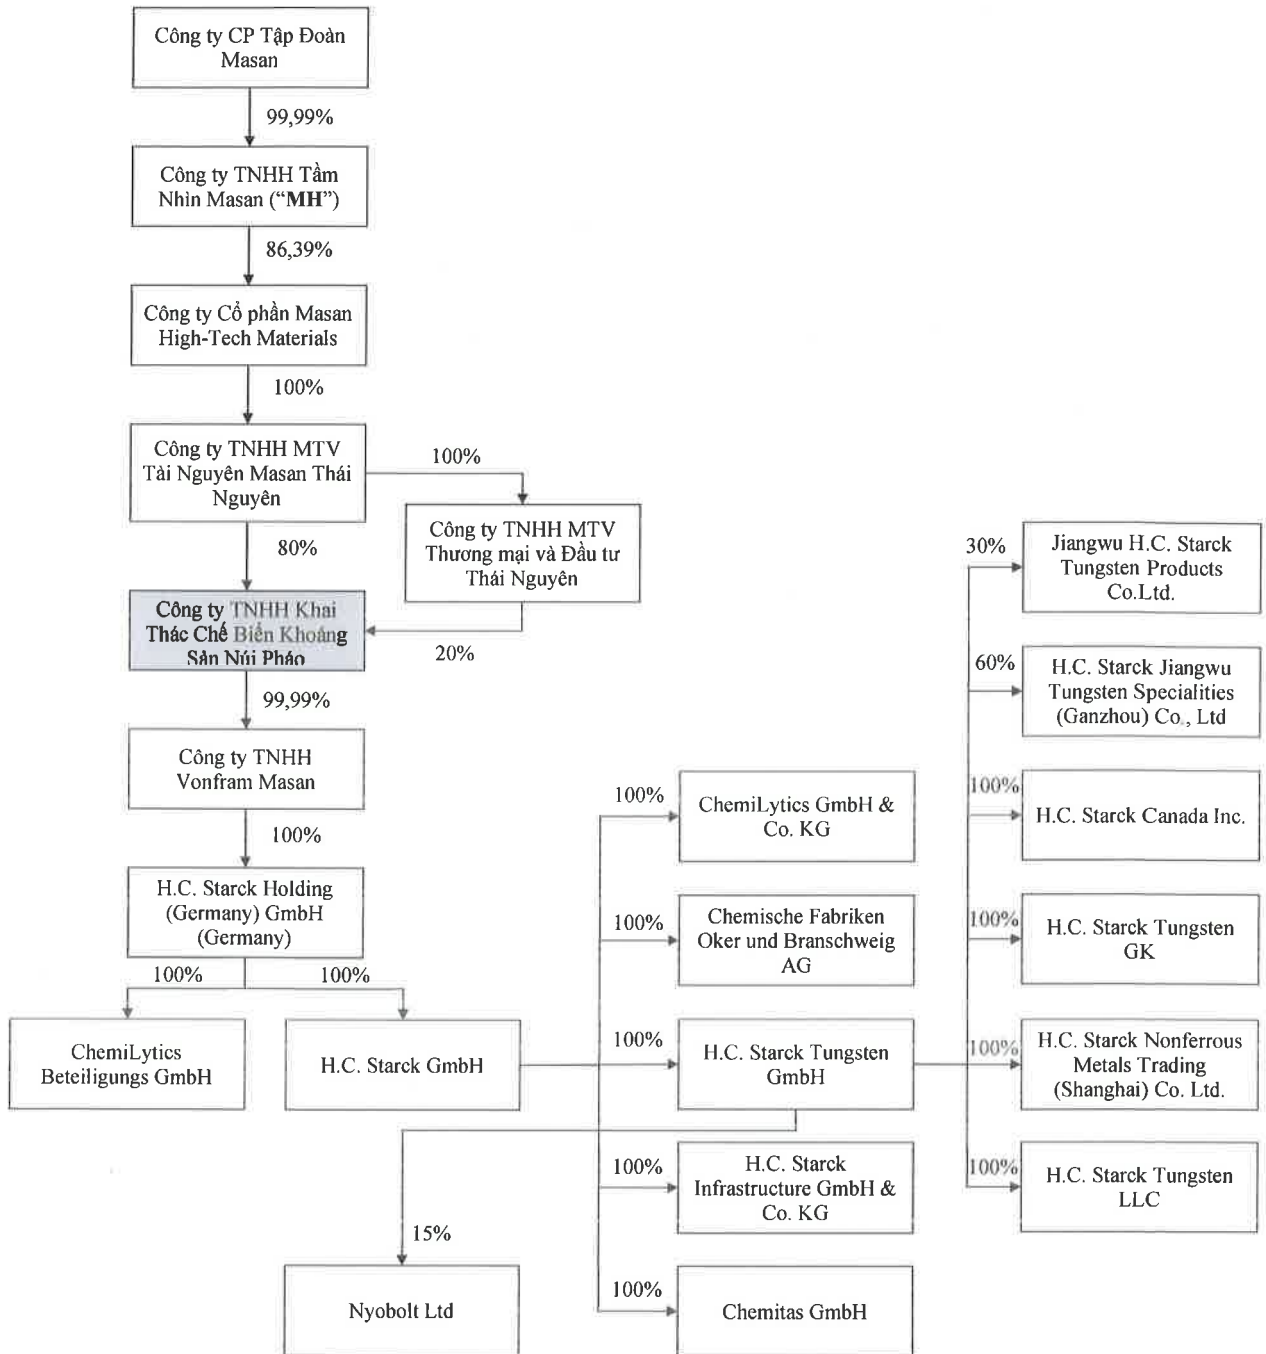 Công ty CP Tập Đoàn
Masan
99,99%
Công ty TNHH Tầm
Nhìn Masan (“MH”)
86,39%
Công ty Cổ phần Masan
High-Tech Materials
100%
Công ty TNHH MTV
Tài Nguyên Masan Thái
Nguyên
100%
Công ty TNHH MTV
Thương mại và Đầu tư
Thái Nguyên
80%
20%
Công ty TNHH Khai
Thác Chế Biến Khoáng
Sản Núi Pháo
99,99%
Công ty TNHH
Vonfram Masan
100%
H.C. Starck Holding
(Germany) GmbH
(Germany)
100%
100%
ChemiLytics
Beteiligungs GmbH
H.C. Starck GmbH
100%
ChemiLytics GmbH &
Co. KG
100%
Chemische Fabriken
Oker und Branschweig
AG
100%
H.C. Starck Tungsten
GmbH
100%
H.C. Starck
Infrastructure GmbH &
Co. KG
100%
Chemitas GmbH
15%
Nyobolt Ltd
30%
Jiangwu H.C. Starck
Tungsten Products
Co.Ltd.
60%
H.C. Starck Jiangwu
Tungsten Specialities
(Ganzhou) Co., Ltd
100%
H.C. Starck Canada Inc.
100%
H.C. Starck Tungsten
GK
100%
H.C. Starck Nonferrous
Metals Trading
(Shanghai) Co. Ltd.
100%
H.C. Starck Tungsten
LLC